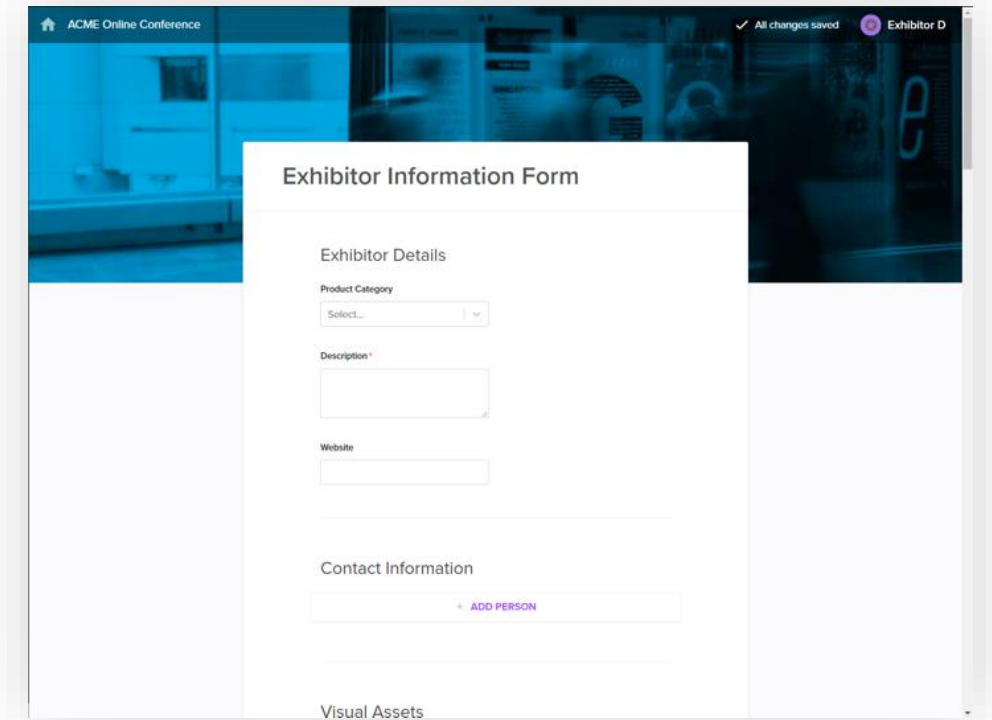 ACME Online Conference
All changes saved
Exhibitor D
SINGAPORE
Exhibitor Information Form
Exhibitor Details
Product Category
Select...
Description*
Website
Contact Information
+ ADD PERSON
Visual Assets